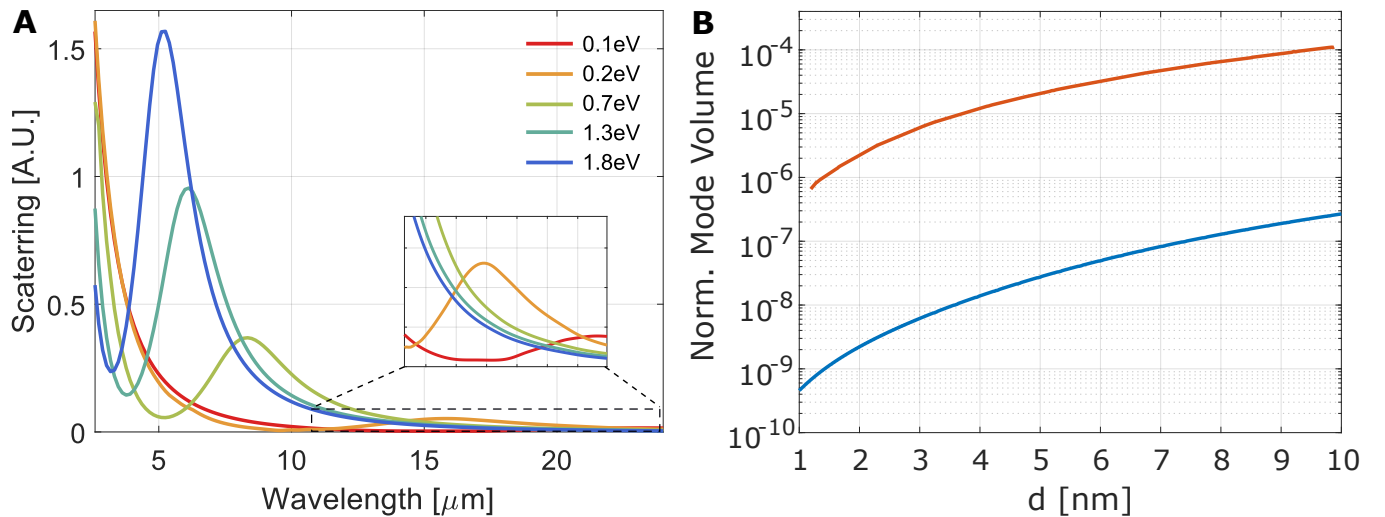 A
Scaterring [A.U.]
1.5
1
0.5
0
0.1eV
0.2eV
0.7eV
1.3eV
1.8eV
5
10
15
20
Wavelength [μm]
B
Norm. Mode Volume
10^-4
10^-5
10^-6
10^-7
10^-8
10^-9
10^-10
1 2 3 4 5 6 7 8 9 10
d [nm]